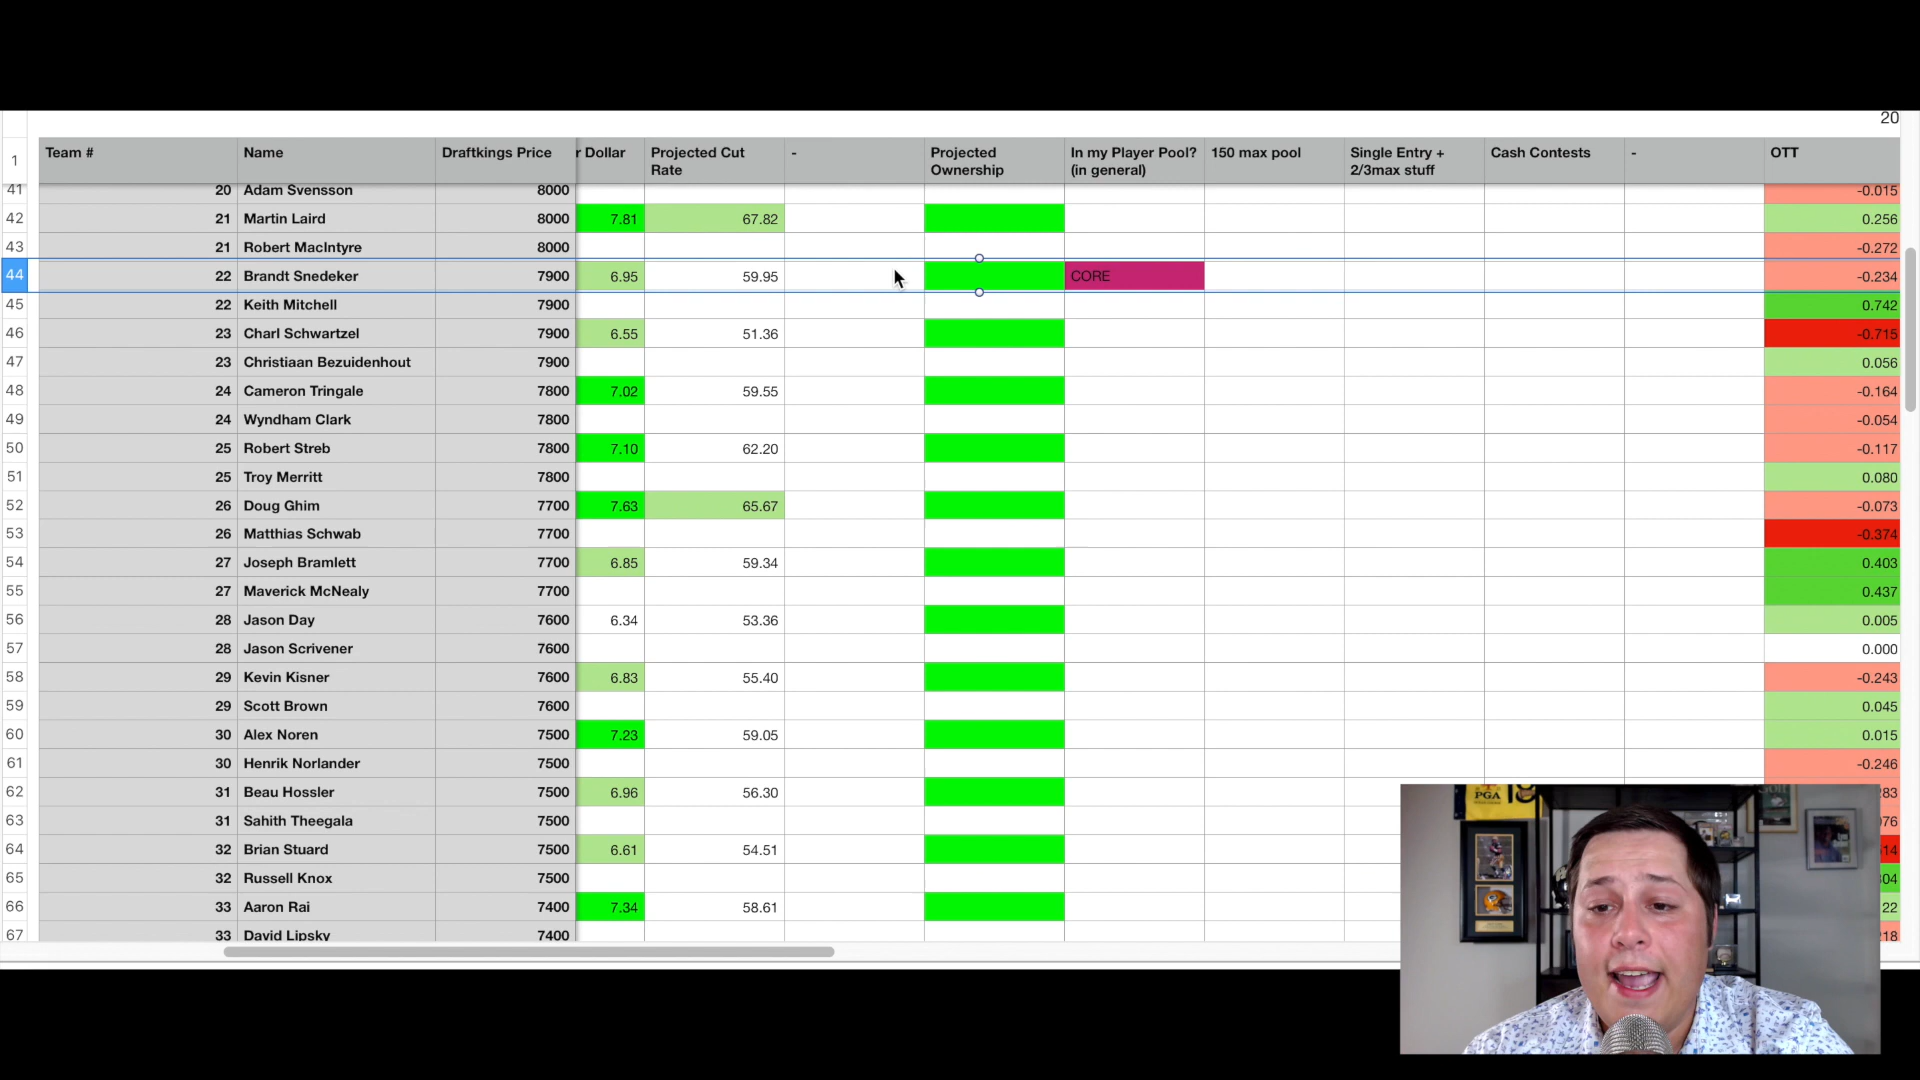 20
1 Team # Name Draftkings Price r Dollar Projected Cut Rate - Projected Ownership In my Player Pool? (in general) 150 max pool Single Entry + 2/3max stuff Cash Contests - OTT
41 20 Adam Svensson 8000 -0.015
42 21 Martin Laird 8000 7.81 67.82 0.256
43 21 Robert MacIntyre 8000 -0.272
44 22 Brandt Snedeker 7900 6.95 59.95 CORE -0.234
45 22 Keith Mitchell 7900 0.742
46 23 Charl Schwartzel 7900 6.55 51.36 -0.715
47 23 Christiaan Bezuidenhout 7900 0.056
48 24 Cameron Tringale 7800 7.02 59.55 -0.164
49 24 Wyndham Clark 7800 -0.054
50 25 Robert Streb 7800 7.10 62.20 -0.117
51 25 Troy Merritt 7800 0.080
52 26 Doug Ghim 7700 7.63 65.67 -0.073
53 26 Matthias Schwab 7700 -0.374
54 27 Joseph Bramlett 7700 6.85 59.34 0.403
55 27 Maverick McNealy 7700 0.437
56 28 Jason Day 7600 6.34 53.36 0.005
57 28 Jason Scrivener 7600 0.000
58 29 Kevin Kisner 7600 6.83 55.40 -0.243
59 29 Scott Brown 7600 0.045
60 30 Alex Noren 7500 7.23 59.05 0.015
61 30 Henrik Norlander 7500 -0.246
62 31 Beau Hossler 7500 6.96 56.30 283
63 31 Sahith Theegala 7500 76
64 32 Brian Stuard 7500 6.61 54.51 14
65 32 Russell Knox 7500 04
66 33 Aaron Rai 7400 7.34 58.61 22
67 33 David Lipsky 7400 18
PGA